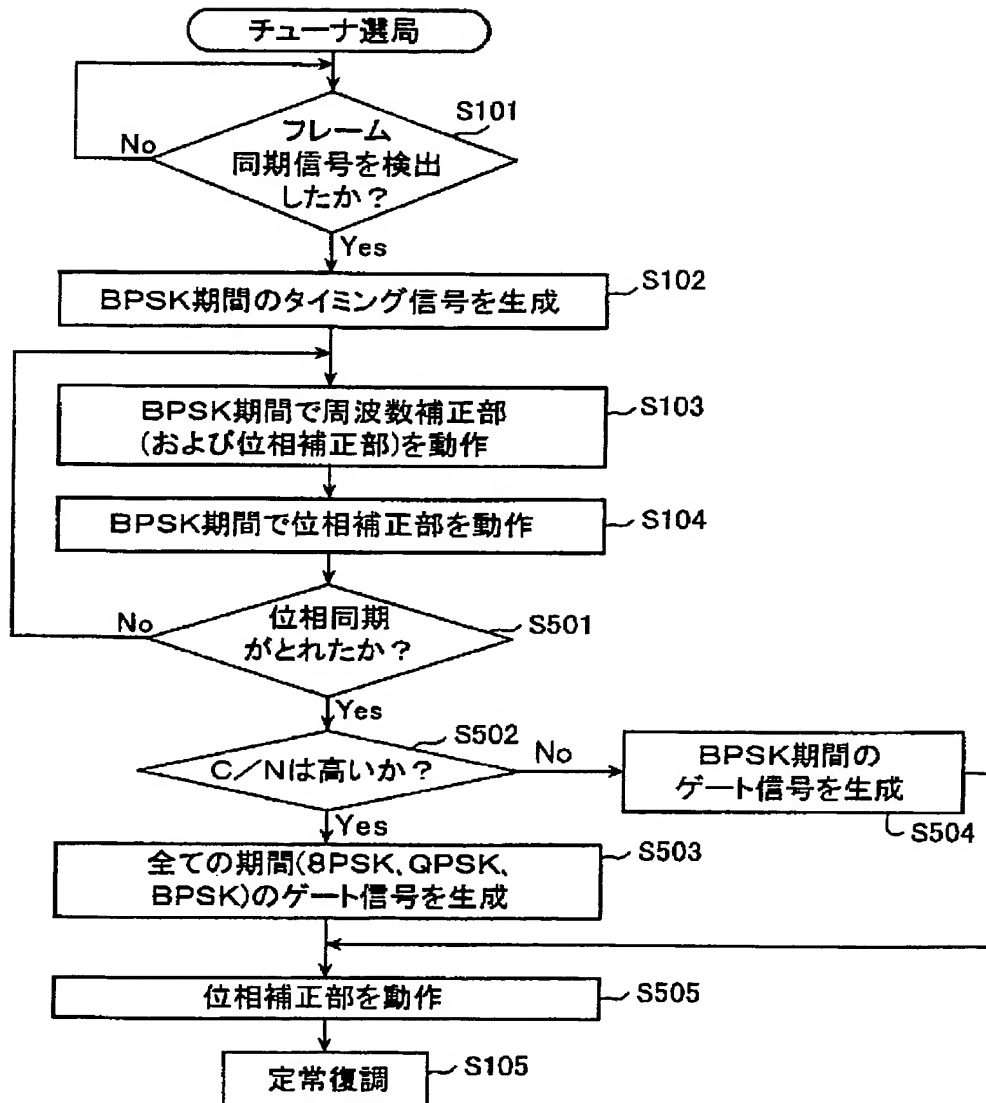 チューナ選局
S101
No
フレーム
同期信号を検出
したか？
Yes
S102
BPSK期間のタイミング信号を生成
S103
BPSK期間で周波数補正部
(および位相補正部)を動作
S104
BPSK期間で位相補正部を動作
S501
No
位相同期
がとれたか？
Yes
S502
C／Nは高いか？
No
BPSK期間の
ゲート信号を生成
S504
Yes
S503
全ての期間(8PSK、QPSK、
BPSK)のゲート信号を生成
位相補正部を動作
S505
定常復調
S105